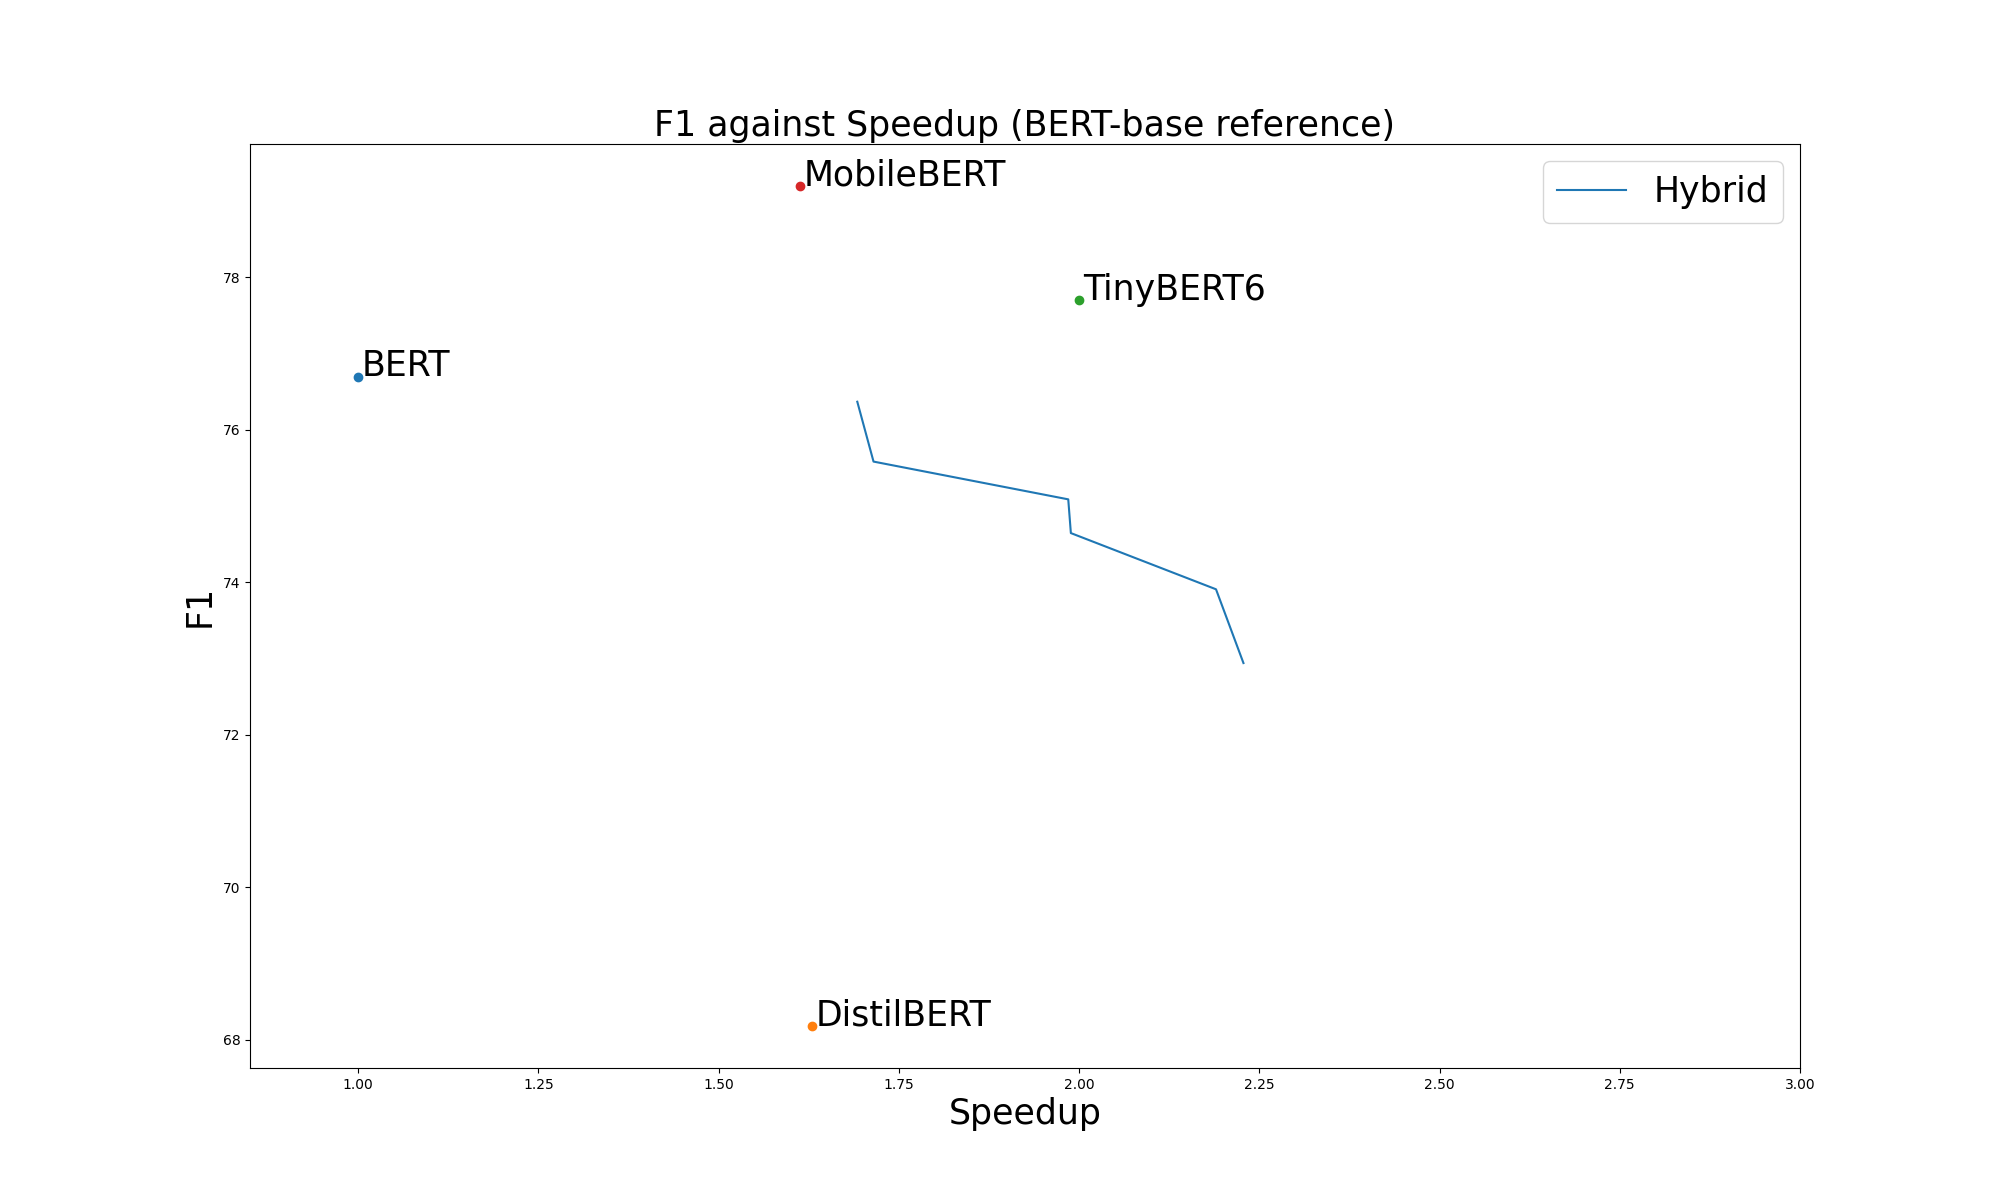 F1 against Speedup (BERT-base reference)
MobileBERT
Hybrid
TinyBERT6
78
BERT
76
74
F1
72
70
DistilBERT
68
1.00 1.25 1.50 1.75 2.00 2.25 2.50 2.75 3.00
Speedup